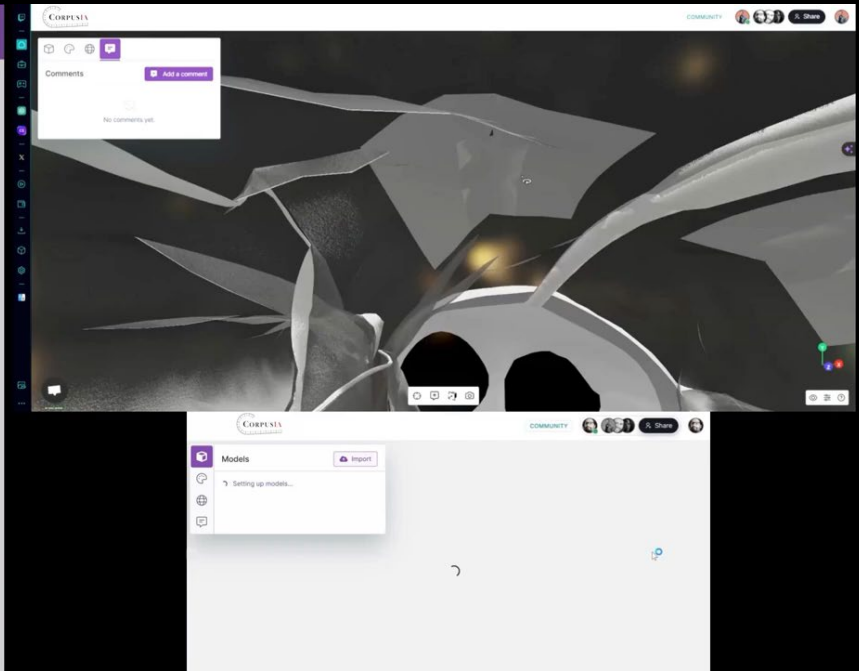 CORPUSIA
COMMUNITY
Share
Comments
Add a comment
No comments yet.
X
Y
Z
CORPUSIA
COMMUNITY
Share
Models
Import
Setting up models...